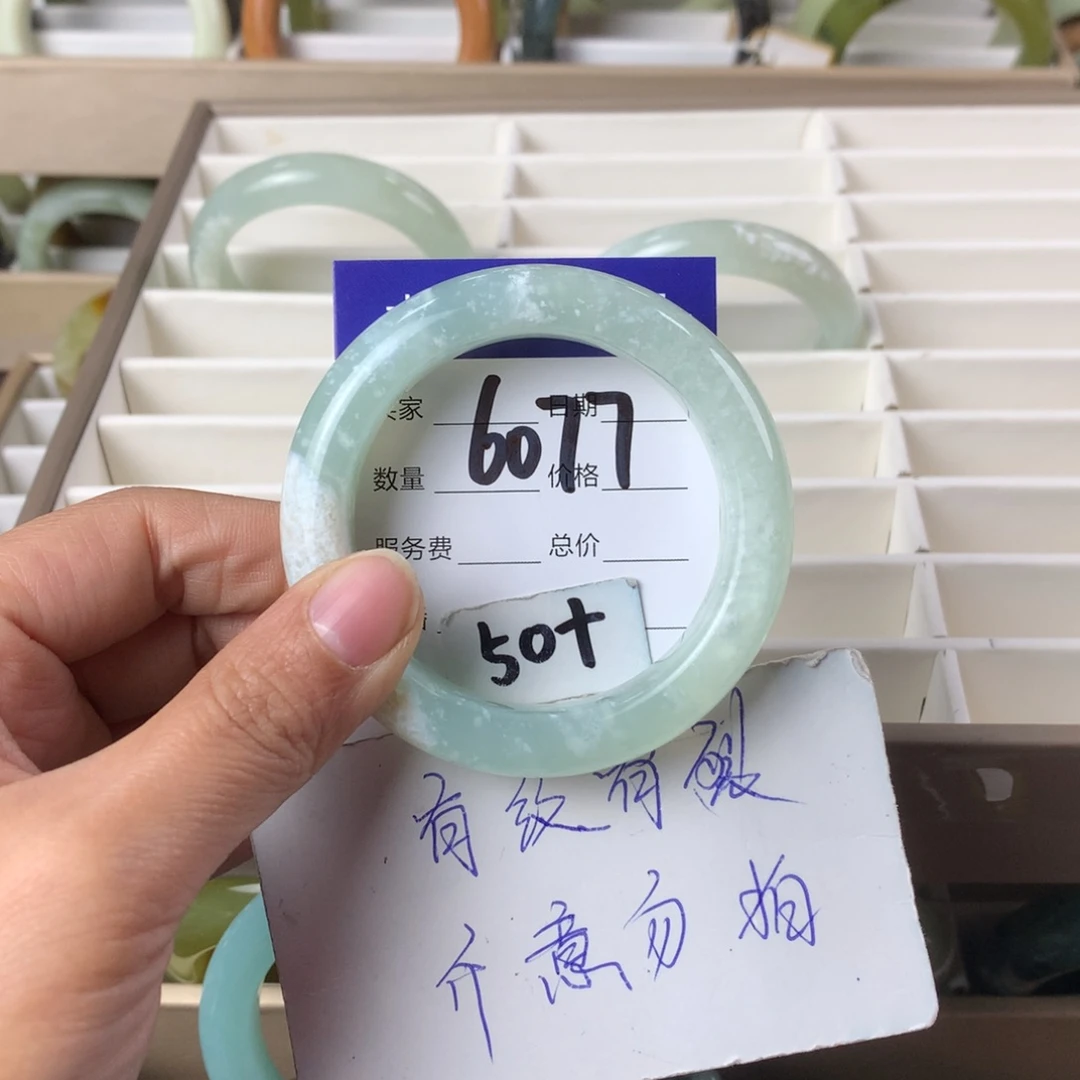 家 日期
6077
数量 价格
服务费 总价
50+
有纹有裂
介意勿拍